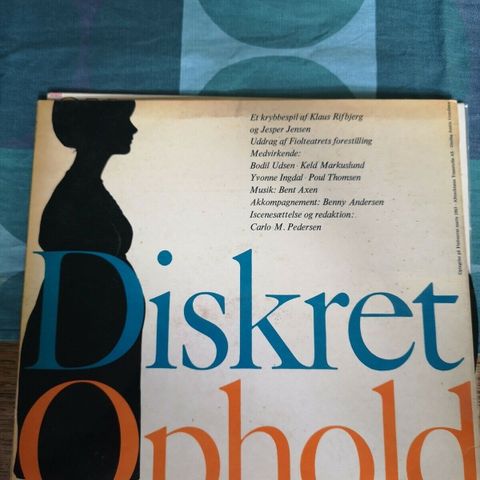 Et krybbespil af Klaus Rifbjerg
og Jesper Jensen
Uddrag af Fiolteatrets forestilling
Medvirkende:
Bodil Udsen · Keld Markuslund
Yvonne Ingdal · Poul Thomsen
Musik: Bent Axen
Akkompagnement: Benny Andersen
Iscenesættelse og redaktion:
Carlo M. Pedersen
Diskret
Ophold